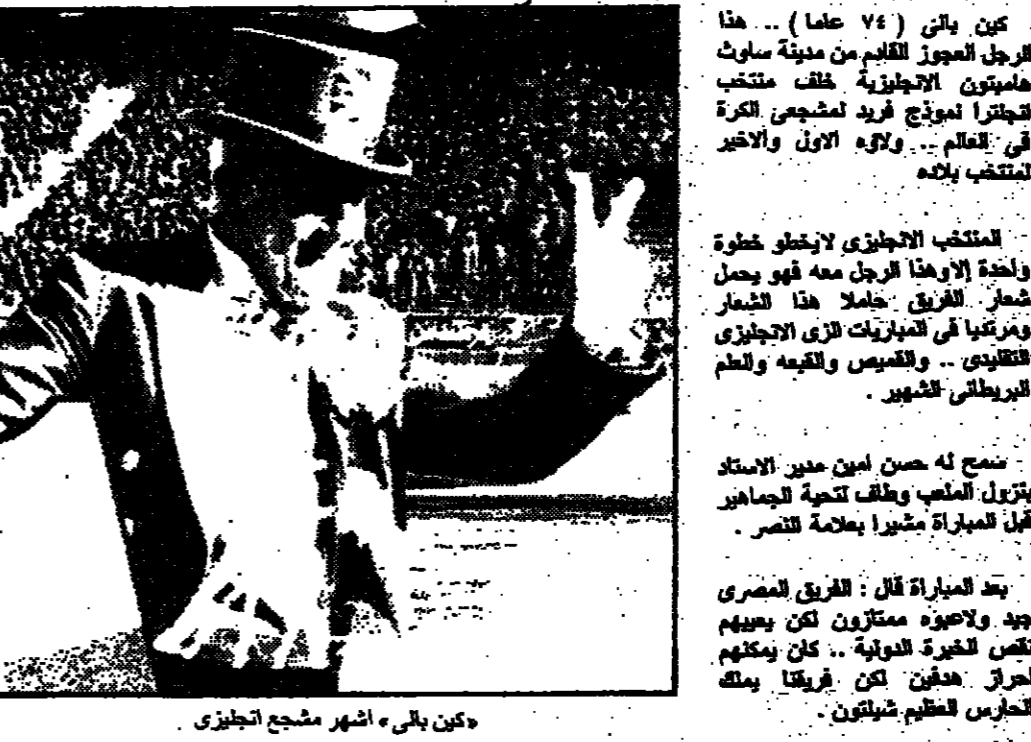 كين بالى ( ٧٤ عاما ) .. هذا
الرجل العجوز القادم من مدينة ساوث
هامبتون الانجليزية خلف منتخب
انجلترا نموذج فريد لمشجعى الكرة
فى العالم .. ولاؤه الاول والاخير
لمنتخب بلاده
المنتخب الانجليزى لايخطو خطوة
واحدة إلا وهذا الرجل معه فهو يحمل
شعار الفريق حاملا هذا الشعار
ومرتديا فى المباريات الزى الانجليزى
التقليدى .. والقميص والقبعه والعلم
البريطانى الشهير .
سمح له حسن امين مدير الاستاد
بنزول الملعب وطاف لتحية الجماهير
قبل المباراة مشيرا بعلامة النصر .
بعد المباراة قال : الفريق المصرى
جيد ولاعبوه ممتازون لكن يعيبهم
نقص الخبرة الدولية .. كان يمكنهم
احراز هدفين لكن فريقنا يملك
الحارس العظيم شيلتون .
«كين بالى» اشهر مشجع انجليزى